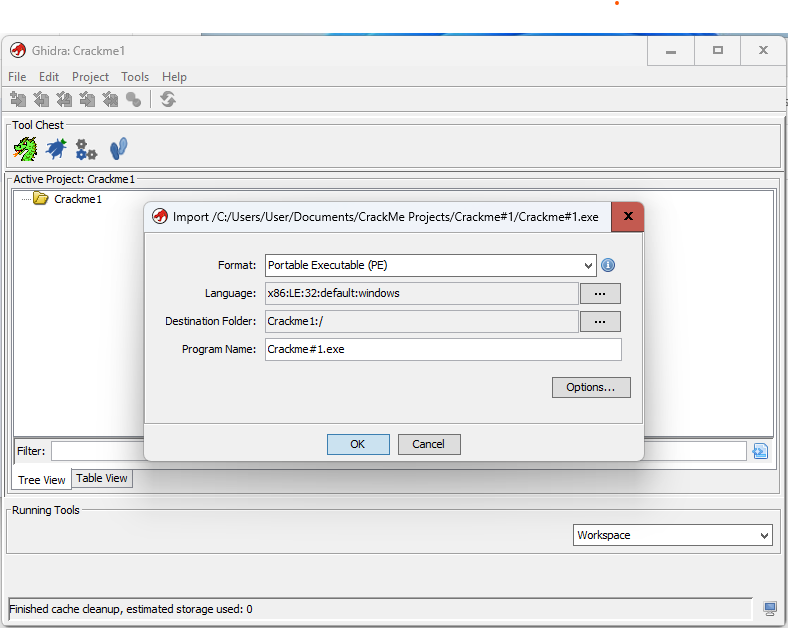 Ghidra: Crackme1
File Edit Project Tools Help
Tool Chest
Active Project: Crackme1
Crackme1
Import /C:/Users/User/Documents/CrackMe Projects/Crackme#1/Crackme#1.exe
Format: Portable Executable (PE)
Language: x86:LE:32:default:windows ...
Destination Folder: Crackme1:/ ...
Program Name: Crackme#1.exe
Options...
OK Cancel
Filter:
Tree View Table View
Running Tools
Workspace
Finished cache cleanup, estimated storage used: 0